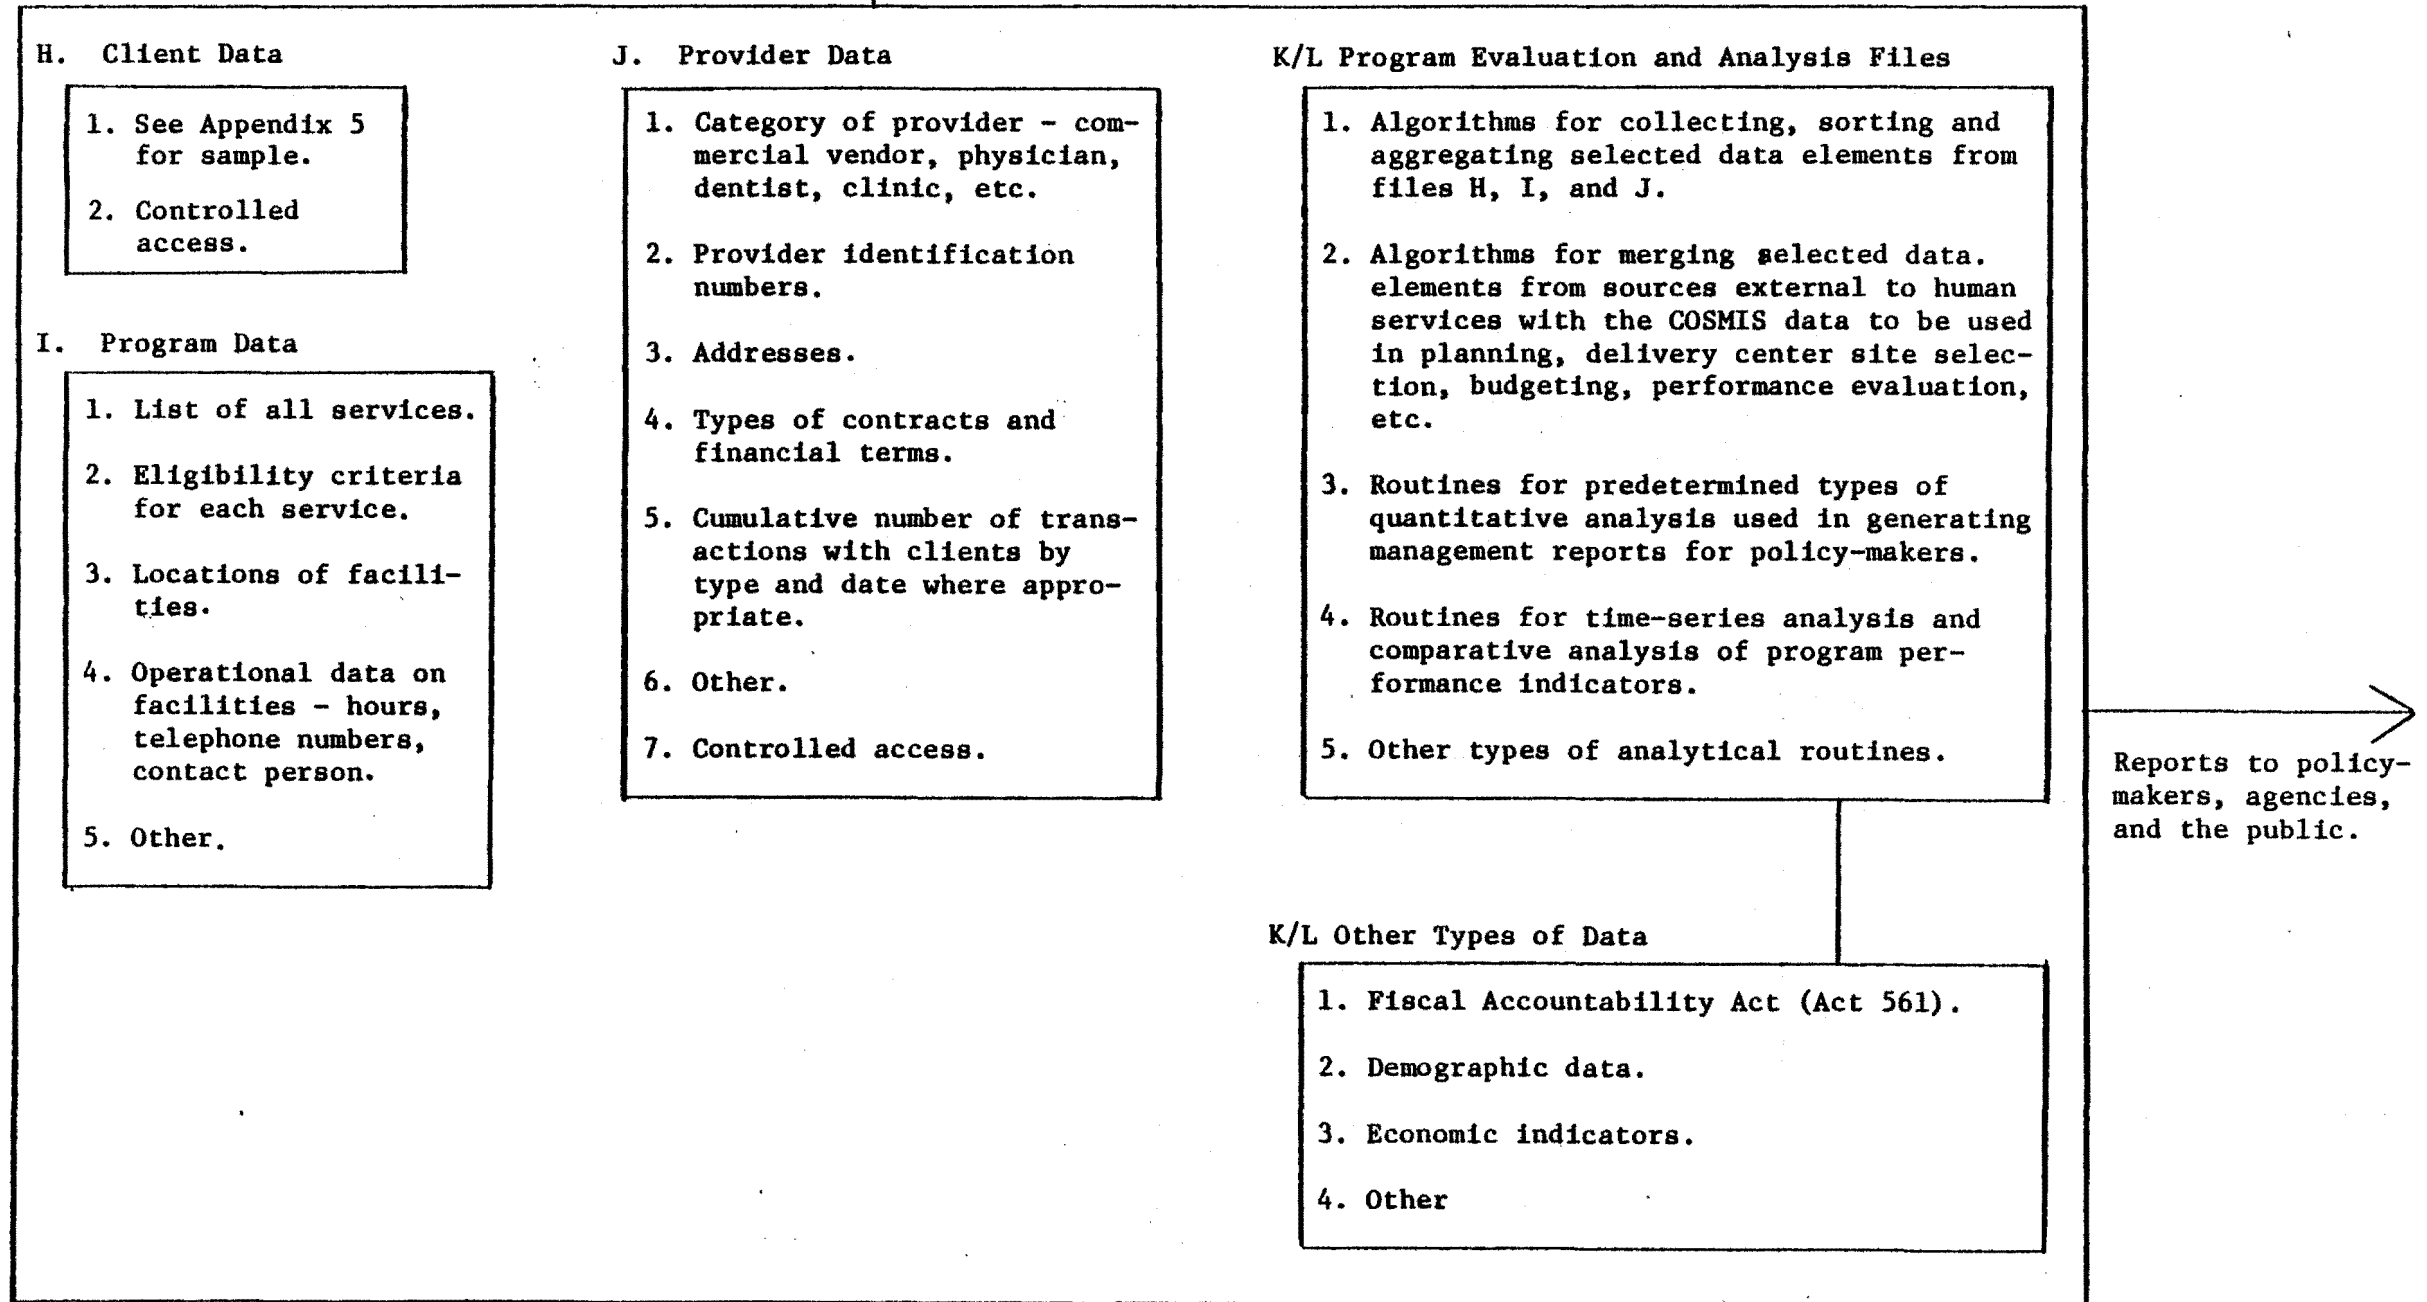 H. Client Data
1. See Appendix 5
for sample.
2. Controlled
access.
I. Program Data
1. List of all services.
2. Eligibility criteria
for each service.
3. Locations of facili-
ties.
4. Operational data on
facilities - hours,
telephone numbers,
contact person.
5. Other.
J. Provider Data
1. Category of provider - com-
mercial vendor, physician,
dentist, clinic, etc.
2. Provider identification
numbers.
3. Addresses.
4. Types of contracts and
financial terms.
5. Cumulative number of trans-
actions with clients by
type and date where appro-
priate.
6. Other.
7. Controlled access.
K/L Program Evaluation and Analysis Files
1. Algorithms for collecting, sorting and
aggregating selected data elements from
files H, I, and J.
2. Algorithms for merging selected data.
elements from sources external to human
services with the COSMIS data to be used
in planning, delivery center site selec-
tion, budgeting, performance evaluation,
etc.
3. Routines for predetermined types of
quantitative analysis used in generating
management reports for policy-makers.
4. Routines for time-series analysis and
comparative analysis of program per-
formance indicators.
5. Other types of analytical routines.
K/L Other Types of Data
1. Fiscal Accountability Act (Act 561).
2. Demographic data.
3. Economic indicators.
4. Other
Reports to policy-
makers, agencies,
and the public.